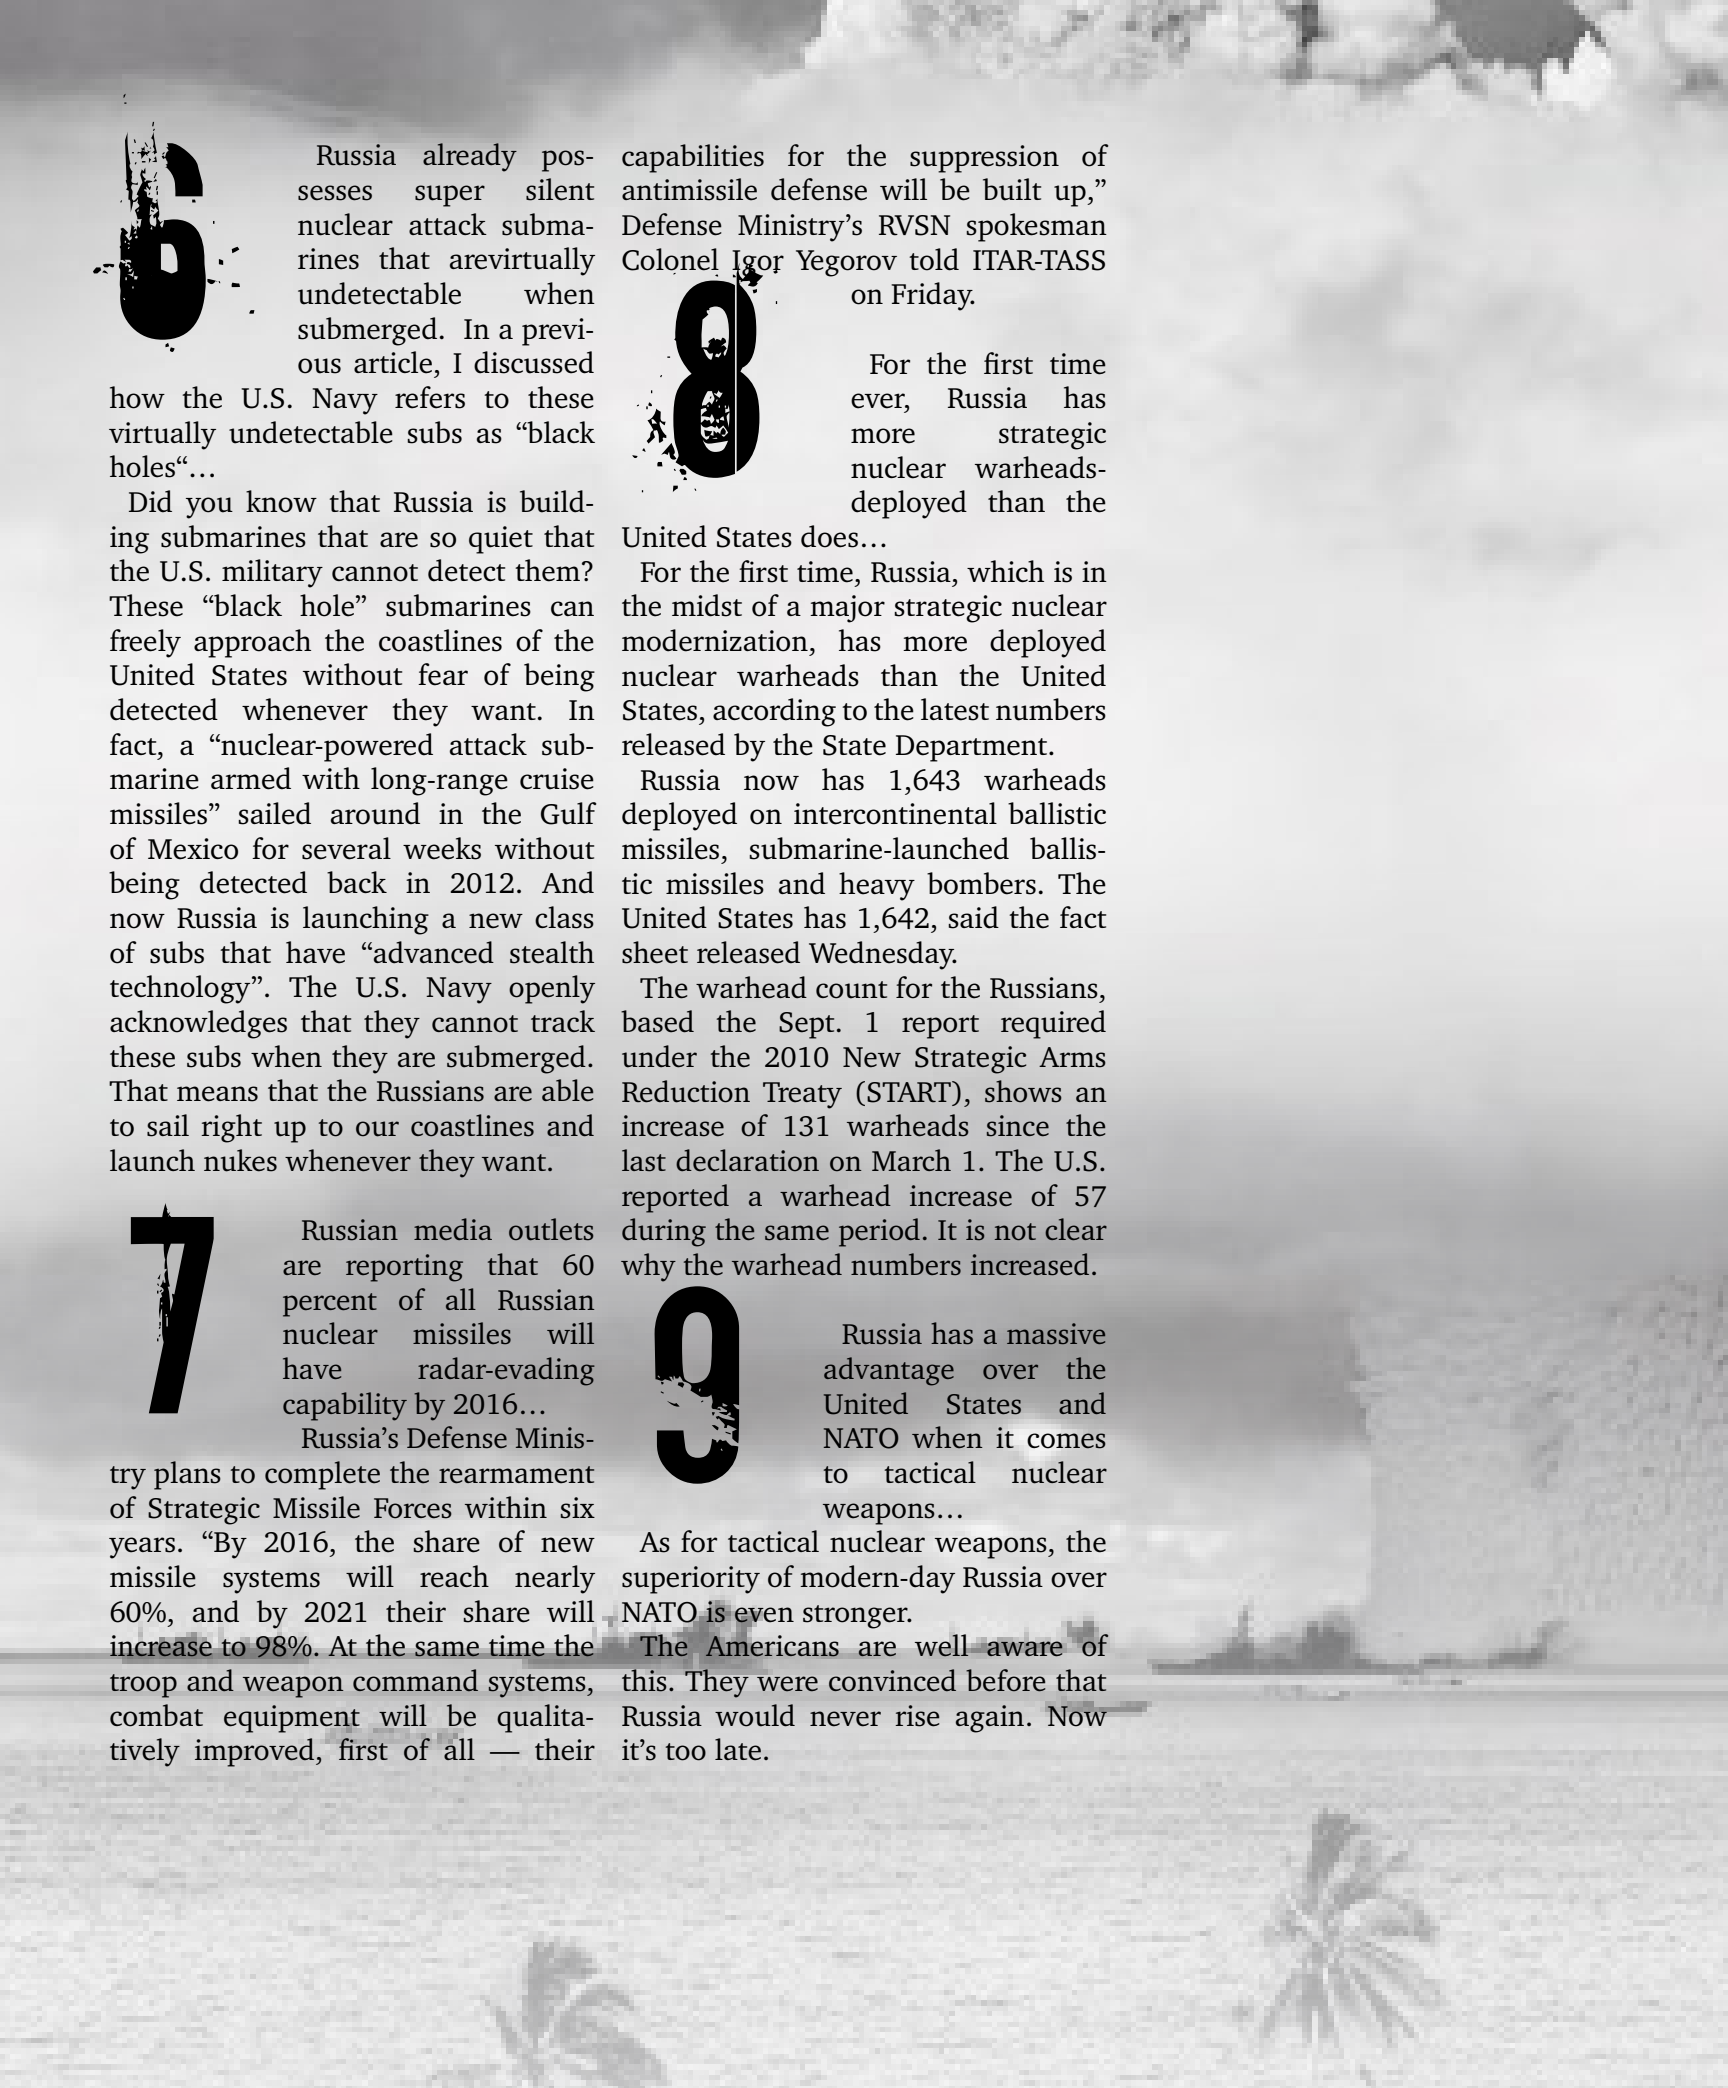 6
Russia already pos-
sesses super silent
nuclear attack subma-
rines that arevirtually
undetectable when
submerged. In a previ-
ous article, I discussed
how the U.S. Navy refers to these
virtually undetectable subs as “black
holes“…
Did you know that Russia is build-
ing submarines that are so quiet that
the U.S. military cannot detect them?
These “black hole” submarines can
freely approach the coastlines of the
United States without fear of being
detected whenever they want. In
fact, a “nuclear-powered attack sub-
marine armed with long-range cruise
missiles” sailed around in the Gulf
of Mexico for several weeks without
being detected back in 2012. And
now Russia is launching a new class
of subs that have “advanced stealth
technology”. The U.S. Navy openly
acknowledges that they cannot track
these subs when they are submerged.
That means that the Russians are able
to sail right up to our coastlines and
launch nukes whenever they want.
7
Russian media outlets
are reporting that 60
percent of all Russian
nuclear missiles will
have radar-evading
capability by 2016…
Russia’s Defense Minis-
try plans to complete the rearmament
of Strategic Missile Forces within six
years. “By 2016, the share of new
missile systems will reach nearly
60%, and by 2021 their share will
increase to 98%. At the same time the
troop and weapon command systems,
combat equipment will be qualita-
tively improved, first of all — their
capabilities for the suppression of
antimissile defense will be built up,”
Defense Ministry’s RVSN spokesman
Colonel Igor Yegorov told ITAR-TASS
on Friday.
8
For the first time
ever, Russia has
more strategic
nuclear warheads-
deployed than the
United States does…
For the first time, Russia, which is in
the midst of a major strategic nuclear
modernization, has more deployed
nuclear warheads than the United
States, according to the latest numbers
released by the State Department.
Russia now has 1,643 warheads
deployed on intercontinental ballistic
missiles, submarine-launched ballis-
tic missiles and heavy bombers. The
United States has 1,642, said the fact
sheet released Wednesday.
The warhead count for the Russians,
based the Sept. 1 report required
under the 2010 New Strategic Arms
Reduction Treaty (START), shows an
increase of 131 warheads since the
last declaration on March 1. The U.S.
reported a warhead increase of 57
during the same period. It is not clear
why the warhead numbers increased.
9
Russia has a massive
advantage over the
United States and
NATO when it comes
to tactical nuclear
weapons…
As for tactical nuclear weapons, the
superiority of modern-day Russia over
NATO is even stronger.
The Americans are well aware of
this. They were convinced before that
Russia would never rise again. Now
it’s too late.